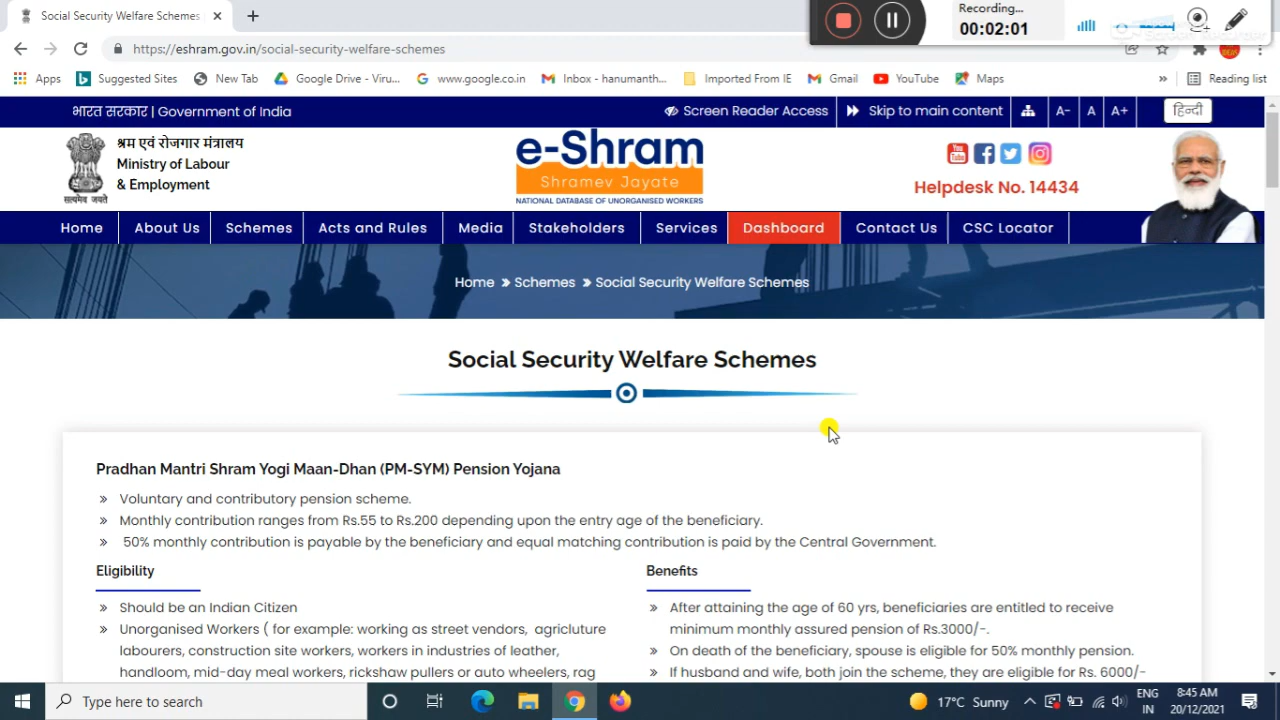 Social Security Welfare Schemes
Recording...
00:02:01
https://eshram.gov.in/social-security-welfare-schemes
Apps
Suggested Sites
New Tab
Google Drive - Viru...
www.google.co.in
Inbox - hanumanth...
Imported From IE
Gmail
YouTube
Maps
»
Reading list
भारत सरकार | Government of India
Screen Reader Access
Skip to main content
A-
A
A+
हिन्दी
श्रम एवं रोजगार मंत्रालय
Ministry of Labour
& Employment
सत्यमेव जयते
e-Shram
Shramev Jayate
NATIONAL DATABASE OF UNORGANISED WORKERS
You
Tube
Helpdesk No. 14434
Home
About Us
Schemes
Acts and Rules
Media
Stakeholders
Services
Dashboard
Contact Us
CSC Locator
Home » Schemes » Social Security Welfare Schemes
Social Security Welfare Schemes
Pradhan Mantri Shram Yogi Maan-Dhan (PM-SYM) Pension Yojana
» Voluntary and contributory pension scheme.
» Monthly contribution ranges from Rs.55 to Rs.200 depending upon the entry age of the beneficiary.
» 50% monthly contribution is payable by the beneficiary and equal matching contribution is paid by the Central Government.
Eligibility
» Should be an Indian Citizen
» Unorganised Workers ( for example: working as street vendors, agricluture
labourers, construction site workers, workers in industries of leather,
handloom, mid-day meal workers, rickshaw pullers or auto wheelers, rag
Benefits
» After attaining the age of 60 yrs, beneficiaries are entitled to receive
minimum monthly assured pension of Rs.3000/-.
» On death of the beneficiary, spouse is eligible for 50% monthly pension.
» If husband and wife, both join the scheme, they are eligible for Rs. 6000/-
Type here to search
17°C Sunny
ENG
IN
8:45 AM
20/12/2021